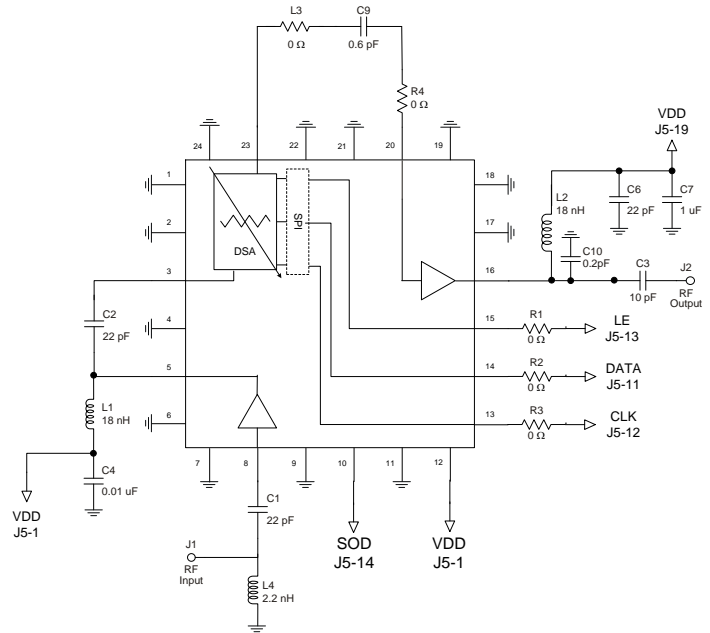 L3
0 Ω
C9
0.6 pF
R4
0 Ω
VDD
J5-19
24
23
22
21
20
19
1
2
3
4
5
6
18
17
16
15
14
13
7
8
9
10
11
12
DSA
SPI
L2
18 nH
C6
22 pF
C7
1 uF
C10
0.2pF
C3
10 pF
J2
RF
Output
C2
22 pF
R1
0 Ω
LE
J5-13
R2
0 Ω
DATA
J5-11
R3
0 Ω
CLK
J5-12
L1
18 nH
C4
0.01 uF
VDD
J5-1
C1
22 pF
J1
RF
Input
L4
2.2 nH
SOD
J5-14
VDD
J5-1